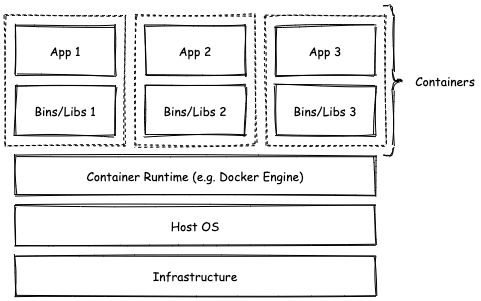 App 1
App 2
App 3
Bins/Libs 1
Bins/Libs 2
Bins/Libs 3
Containers
Container Runtime (e.g. Docker Engine)
Host OS
Infrastructure